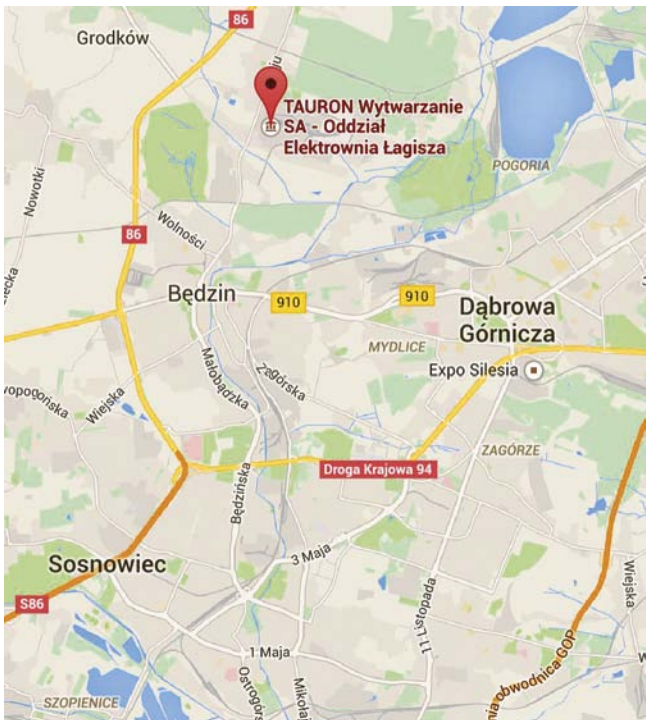 86
Grodków
TAURON Wytwarzanie
SA - Oddział
Elektrownia Łagisza
POGORIA
Nowotki
Wolności
86
Będzin
910
910
Dąbrowa
Górnicza
MYDLICE
Expo Silesia
Małobądzka
Zagórska
Wiejska
ZAGÓRZE
Droga Krajowa 94
Będzińska
3 Maja
Sosnowiec
S86
Wiejska
11 Listopada
1 Maja
obwodnica GOP
SZOPIENICE